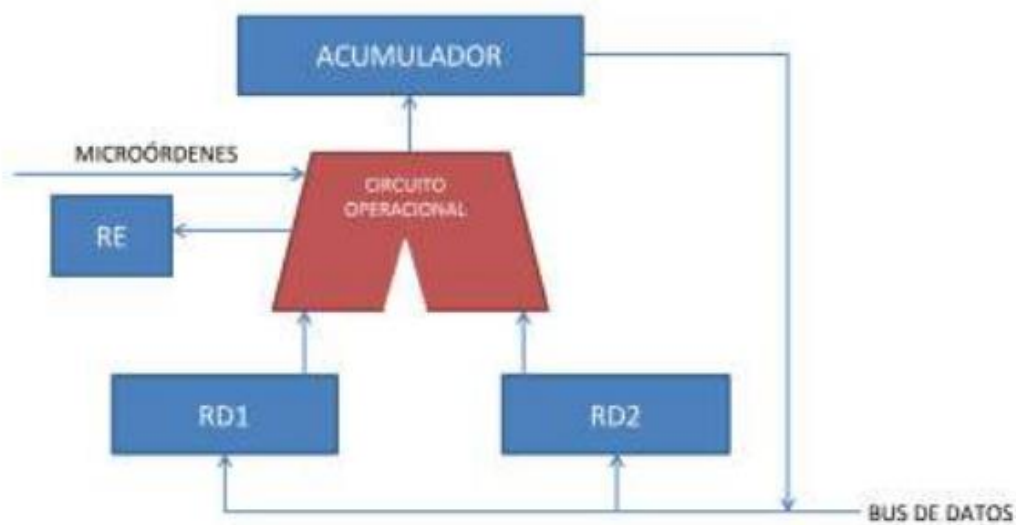 ACUMULADOR
MICROÓRDENES
CIRCUITO
OPERACIONAL
RE
RD1
RD2
BUS DE DATOS